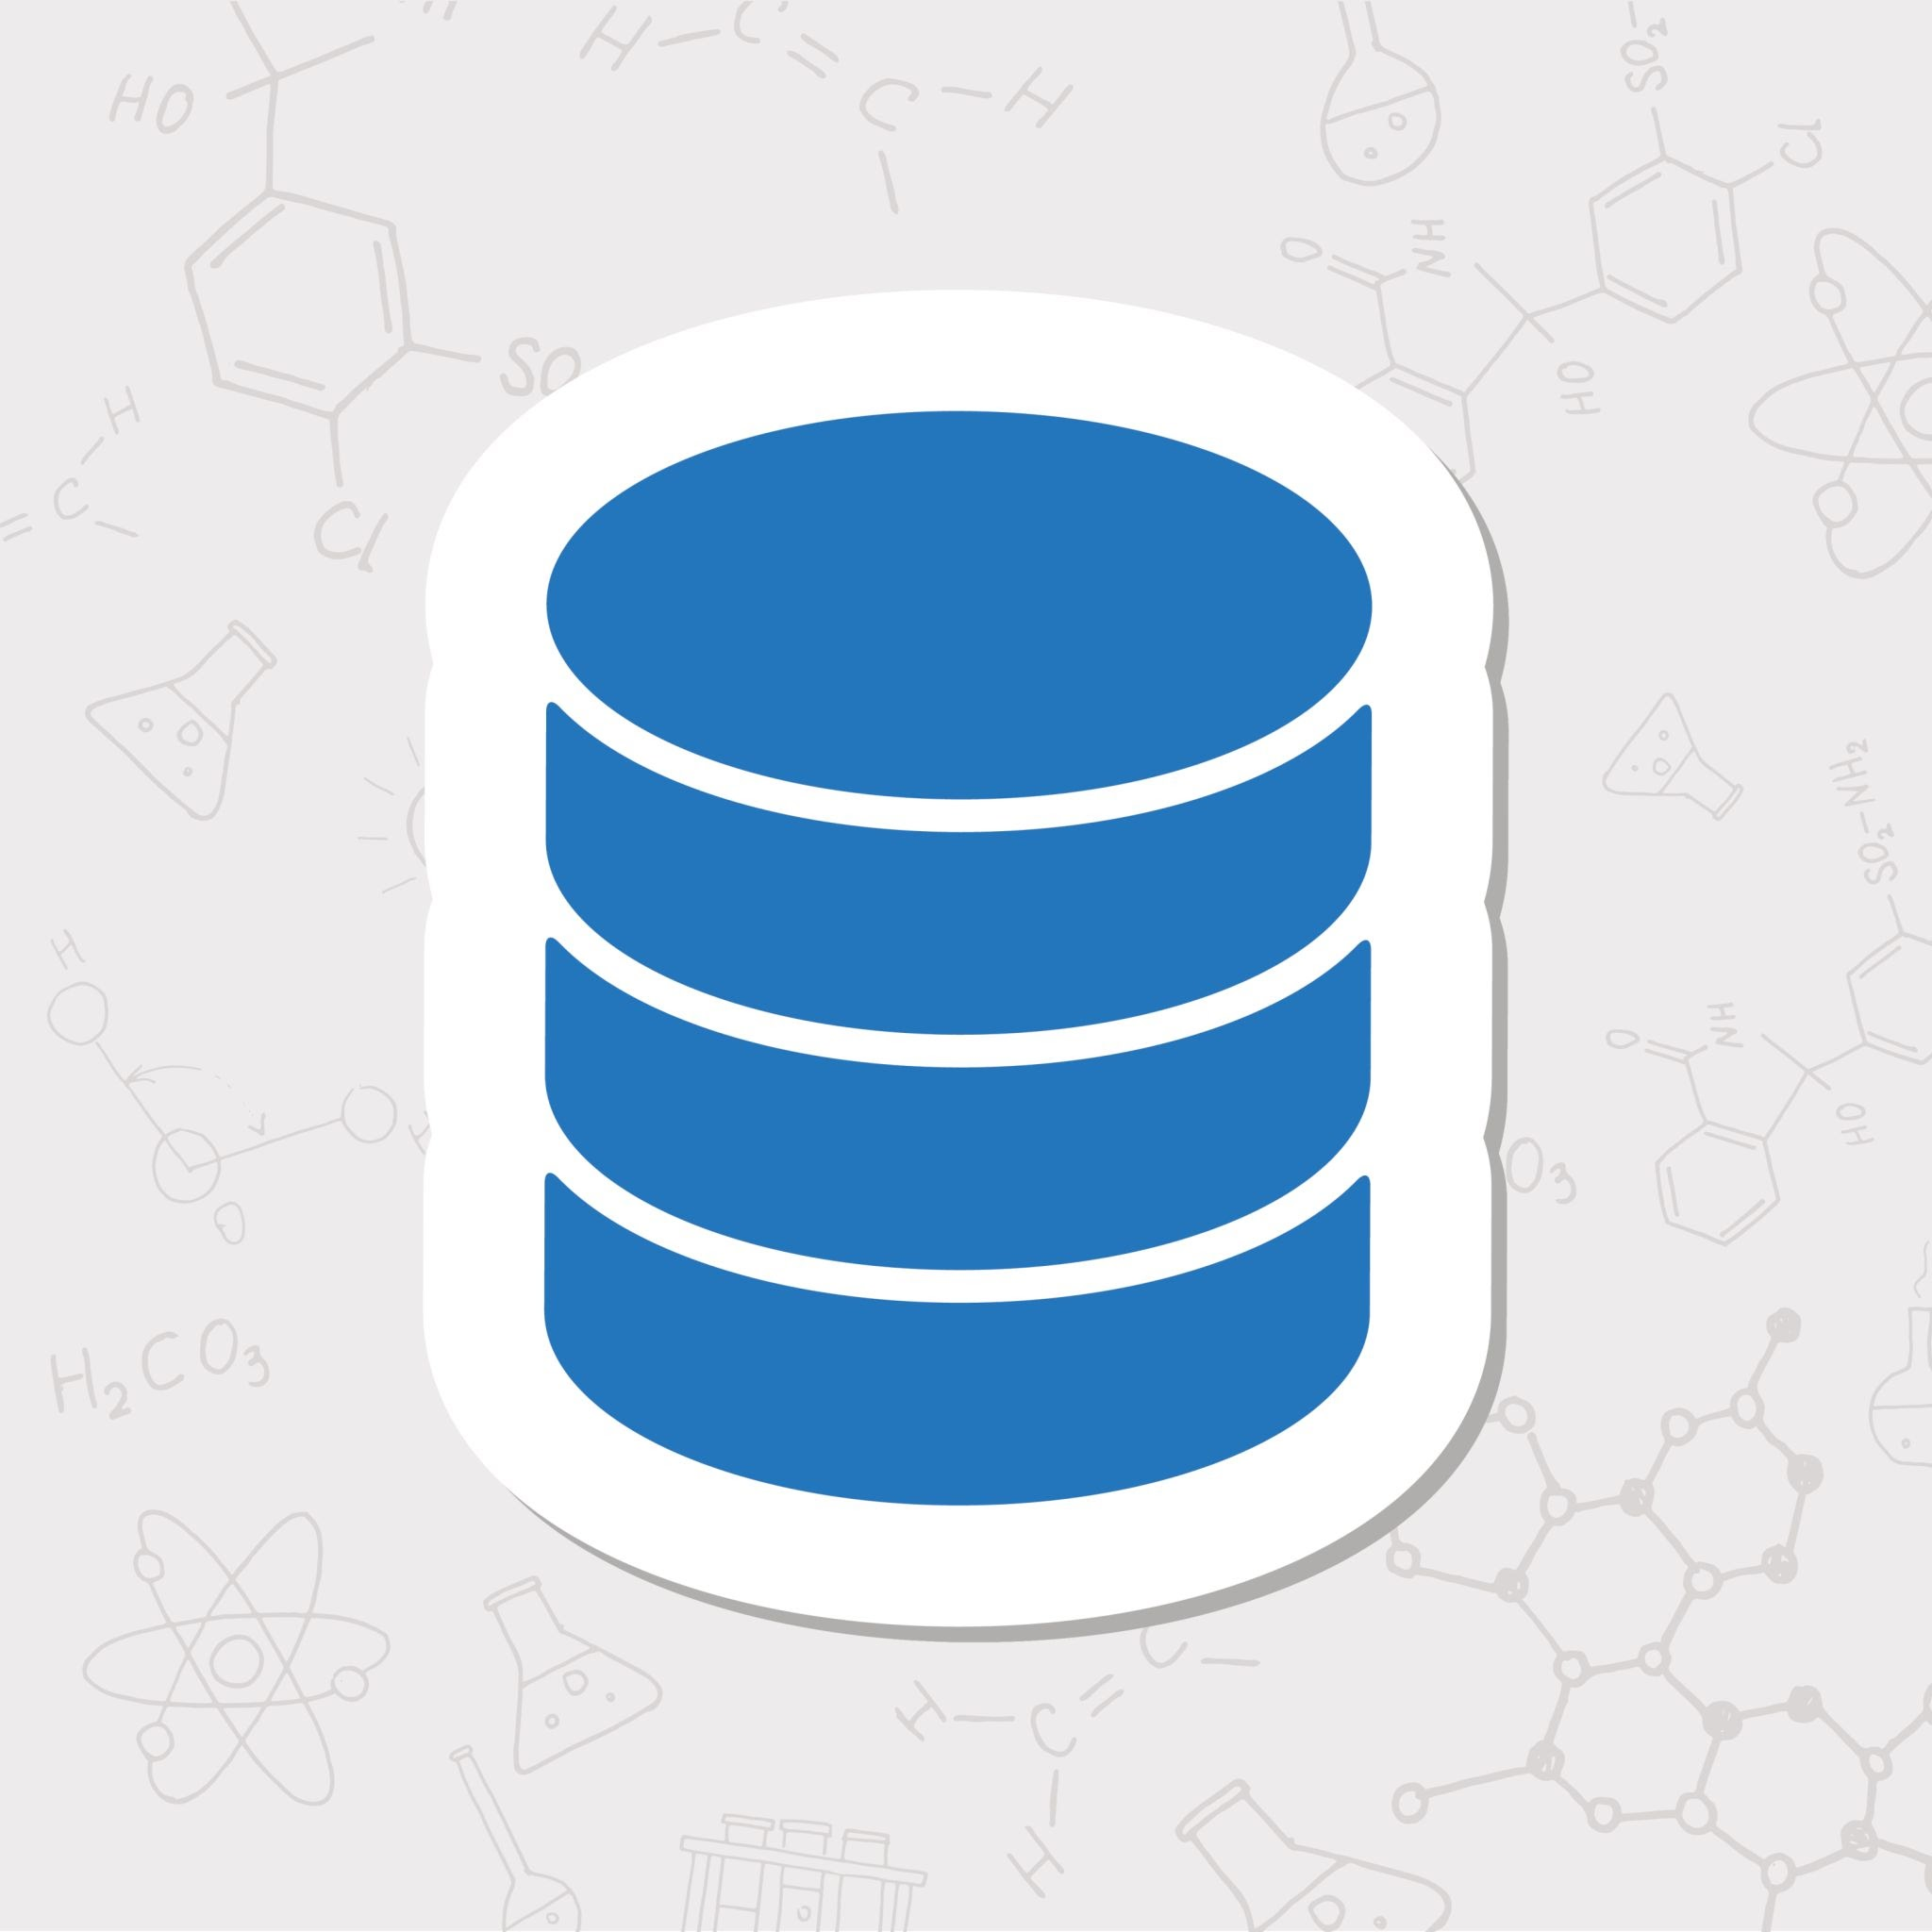 H C
C H
HO
SO₂
Cl
O
NH
SO
HO
H
C
Cl
NH₂
SO₂
H
NH
O
HO
O₃
H₂CO₃
C
H C
H